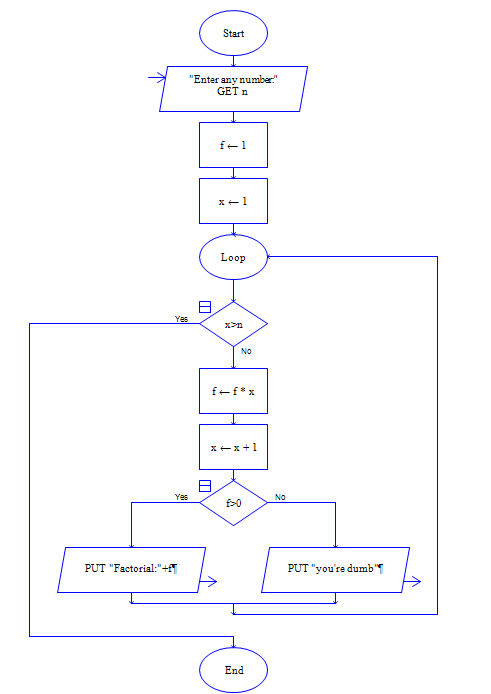 Start
"Enter any number:"
GET n
f ← 1
x ← 1
Loop
Yes
x>n
No
f ← f * x
x ← x + 1
Yes
f>0
No
PUT "Factorial:"+f¶
PUT "you're dumb"¶
End